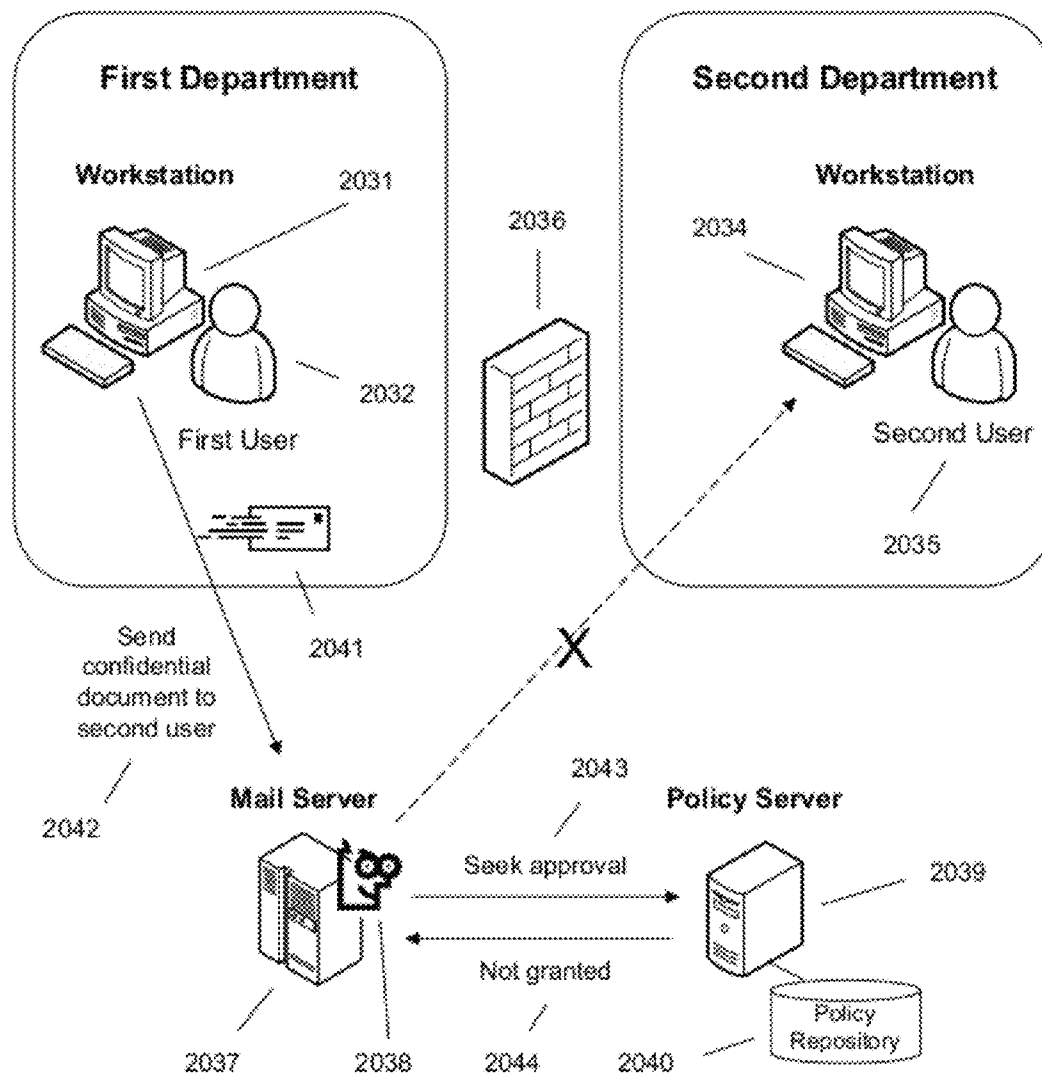 First Department
Second Department
Workstation
Workstation
2031
2036
2034
2032
First User
Second User
2035
2041
Send
confidential
document to
second user
X
2043
Mail Server
Policy Server
2042
Seek approval
2039
Not granted
Policy
Repository
2037
2038
2044
2040